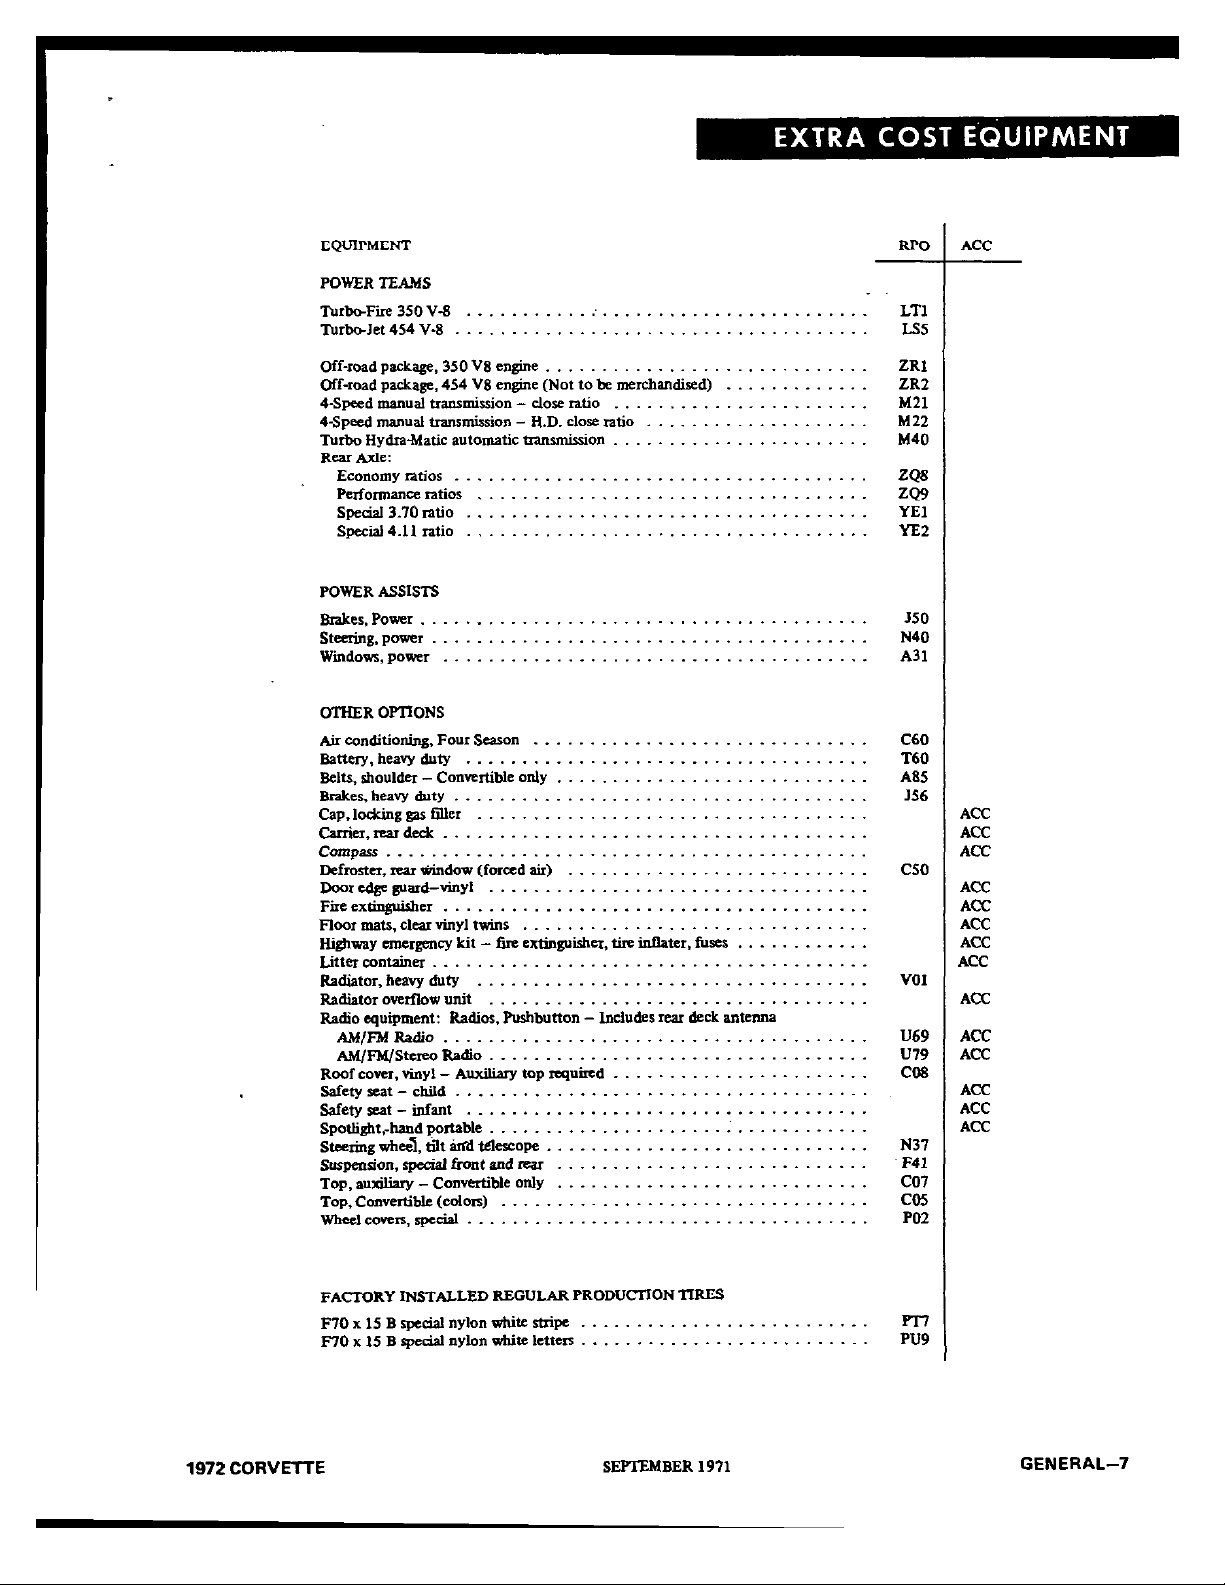 EXTRA COST EQUIPMENT
EQUIPMENT RPO ACC
POWER TEAMS
Turbo-Fire 350 V-8 . . . . . . . . . . LT1
Turbo-Jet 454 V-8 . . . . . . . . . . LS5
Off-road package, 350 V8 engine . . . . . . . . . . ZR1
Off-road package, 454 V8 engine (Not to be merchandised) . . . . . . . . . . ZR2
4-Speed manual transmission – close ratio . . . . . . . . . . M21
4-Speed manual transmission – H.D. close ratio . . . . . . . . . . M22
Turbo Hydra-Matic automatic transmission . . . . . . . . . . M40
Rear Axle:
Economy ratios . . . . . . . . . . ZQ8
Performance ratios . . . . . . . . . . ZQ9
Special 3.70 ratio . . . . . . . . . . YE1
Special 4.11 ratio . . . . . . . . . . YE2
POWER ASSISTS
Brakes, Power . . . . . . . . . . J50
Steering, power . . . . . . . . . . N40
Windows, power . . . . . . . . . . A31
OTHER OPTIONS
Air conditioning, Four Season . . . . . . . . . . C60
Battery, heavy duty . . . . . . . . . . T60
Belts, shoulder – Convertible only . . . . . . . . . . A85
Brakes, heavy duty . . . . . . . . . . J56
Cap, locking gas filler . . . . . . . . . . ACC
Carrier, rear deck . . . . . . . . . . ACC
Compass . . . . . . . . . . ACC
Defroster, rear window (forced air) . . . . . . . . . . C50
Door edge guard–vinyl . . . . . . . . . . ACC
Fire extinguisher . . . . . . . . . . ACC
Floor mats, clear vinyl twins . . . . . . . . . . ACC
Highway emergency kit – fire extinguisher, tire inflater, fuses . . . . . . . . . . ACC
Litter container . . . . . . . . . . ACC
Radiator, heavy duty . . . . . . . . . . V01
Radiator overflow unit . . . . . . . . . . ACC
Radio equipment: Radios, Pushbutton – Includes rear deck antenna
AM/FM Radio . . . . . . . . . . U69 ACC
AM/FM/Stereo Radio . . . . . . . . . . U79 ACC
Roof cover, vinyl – Auxiliary top required . . . . . . . . . . C08
Safety seat – child . . . . . . . . . . ACC
Safety seat – infant . . . . . . . . . . ACC
Spotlight, hand portable . . . . . . . . . . ACC
Steering wheel, tilt and telescope . . . . . . . . . . N37
Suspension, special front and rear . . . . . . . . . . F41
Top, auxiliary – Convertible only . . . . . . . . . . C07
Top, Convertible (colors) . . . . . . . . . . C05
Wheel covers, special . . . . . . . . . . P02
FACTORY INSTALLED REGULAR PRODUCTION TIRES
F70 x 15 B special nylon white stripe . . . . . . . . . . PT7
F70 x 15 B special nylon white letters . . . . . . . . . . PU9
1972 CORVETTE SEPTEMBER 1971 GENERAL–7